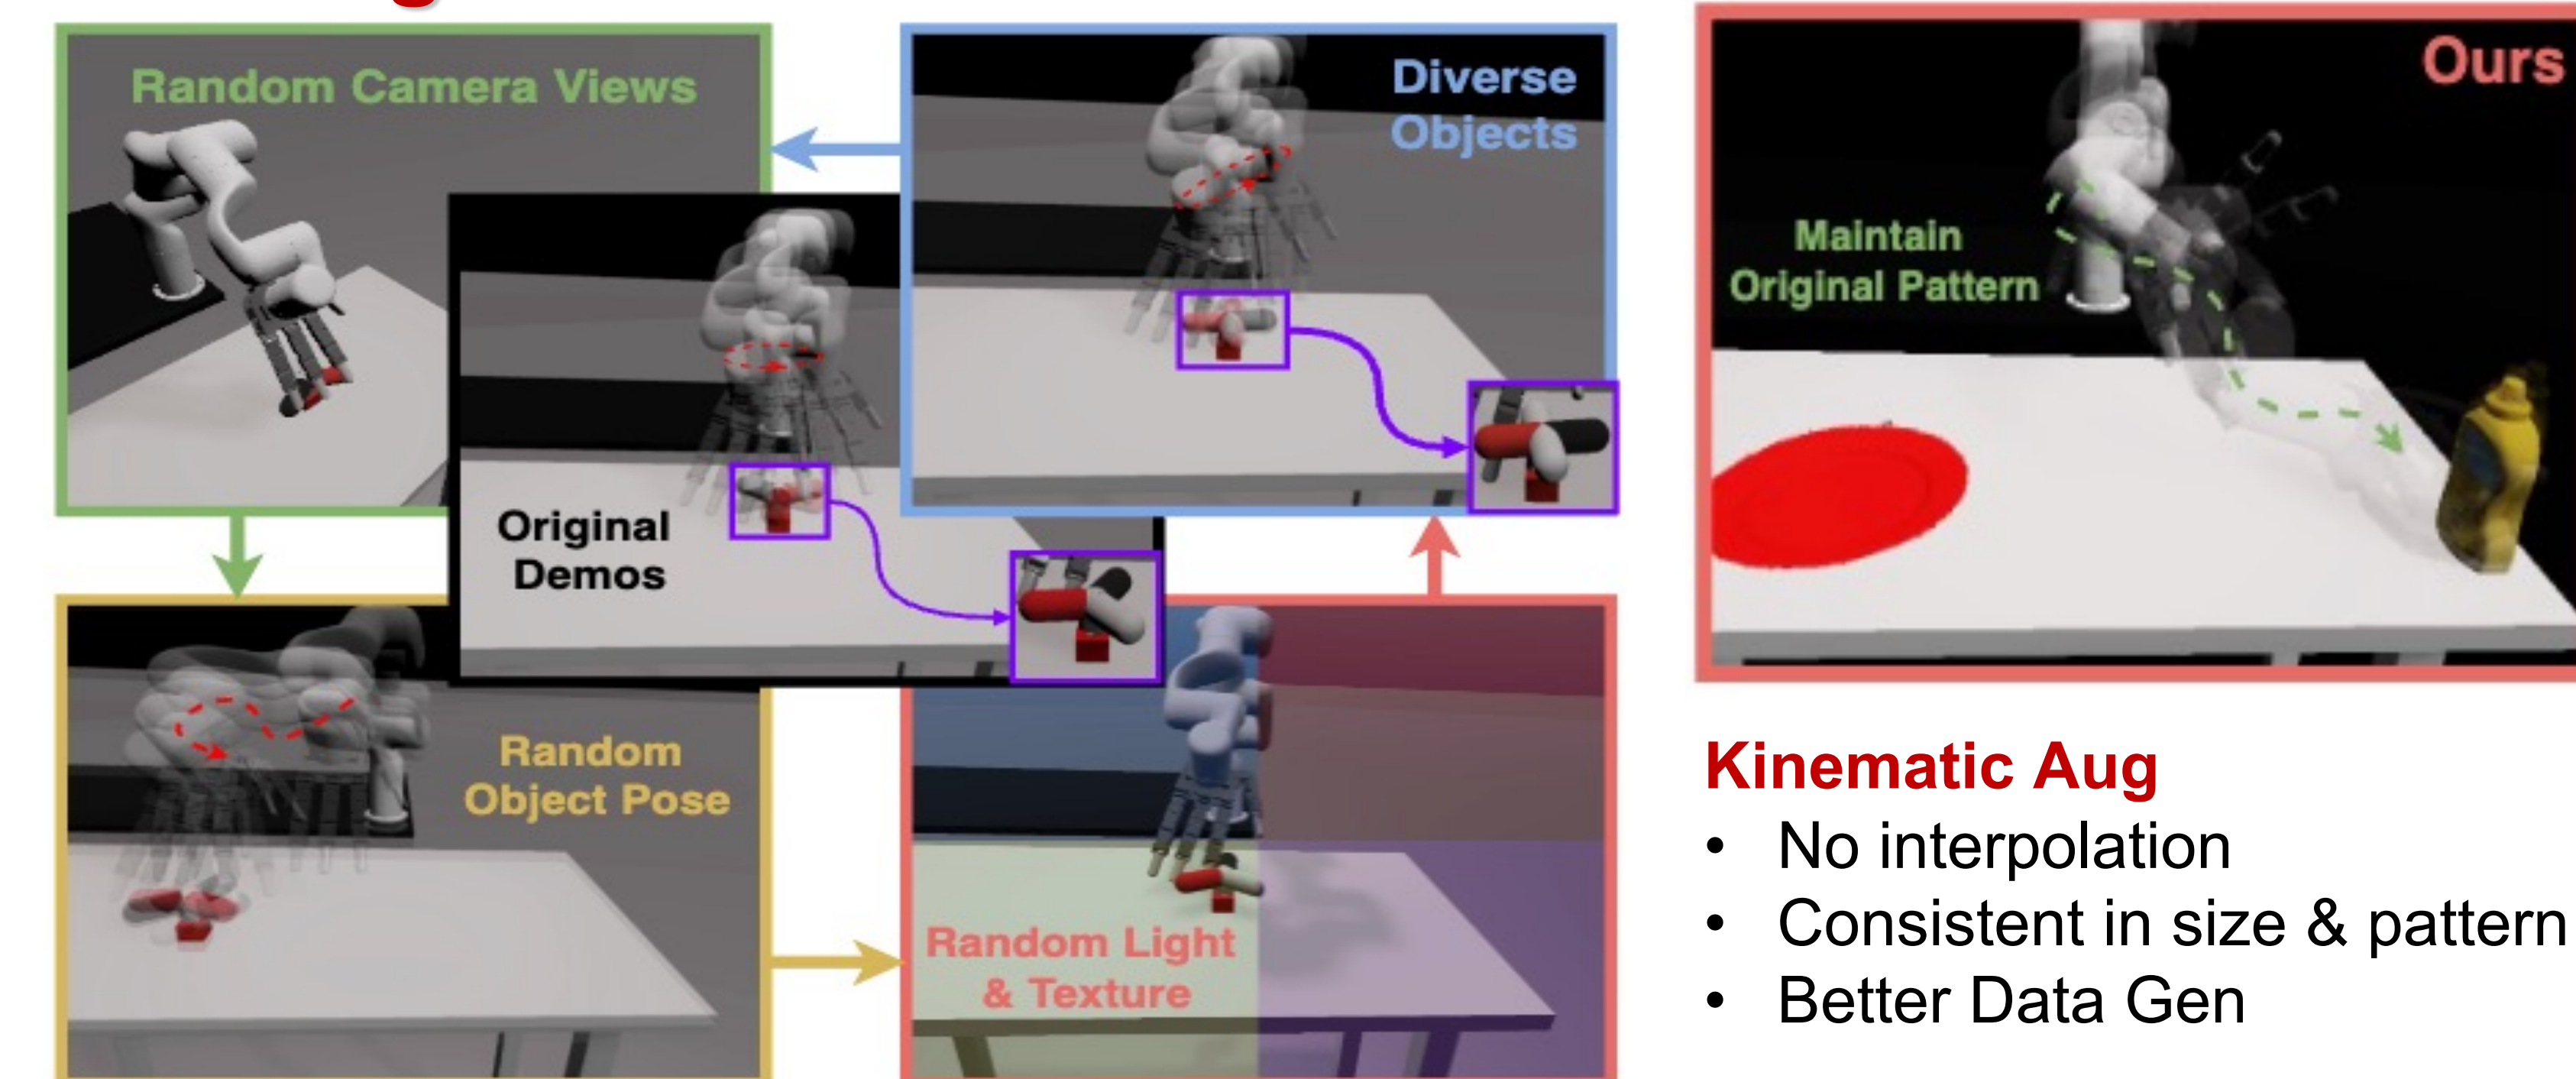 Random Camera Views
Diverse
Objects
Original
Demos
Random
Object Pose
Random Light
& Texture
Ours
Maintain
Original Pattern
Kinematic Aug
• No interpolation
• Consistent in size & pattern
• Better Data Gen